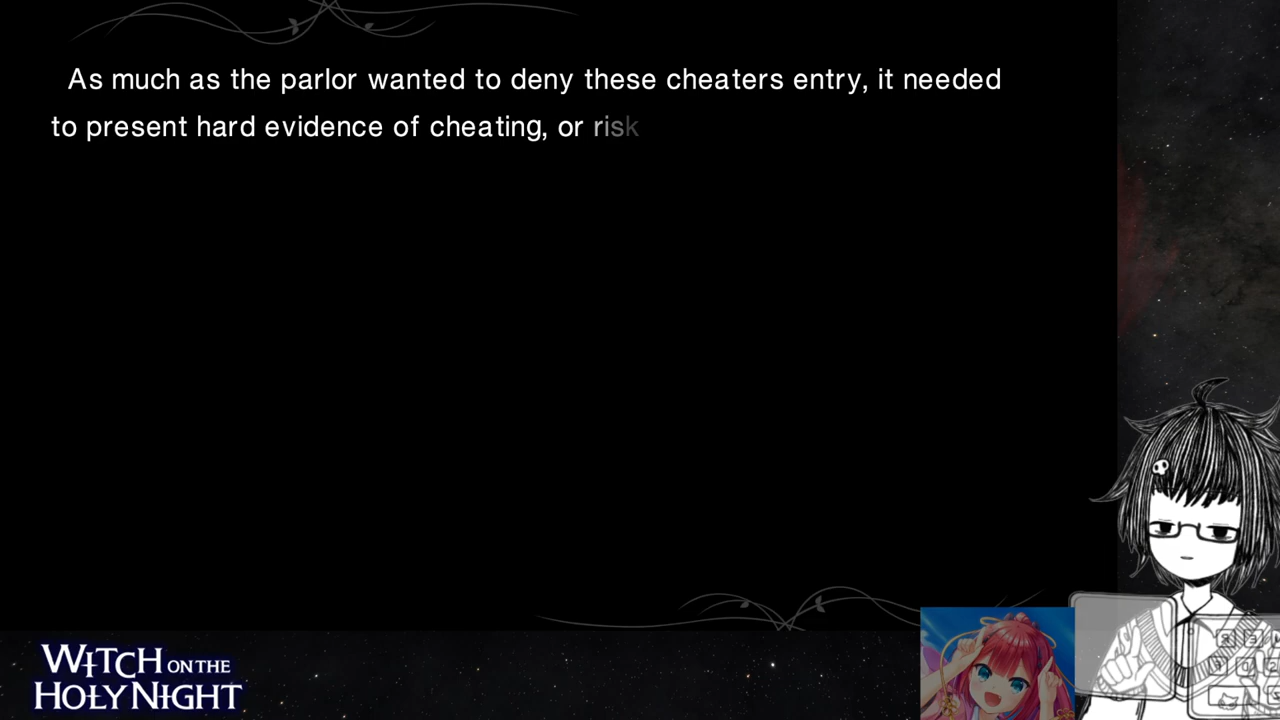 As much as the parlor wanted to deny these cheaters entry, it needed
to present hard evidence of cheating, or risk
WITCH ON THE
HOLY NIGHT